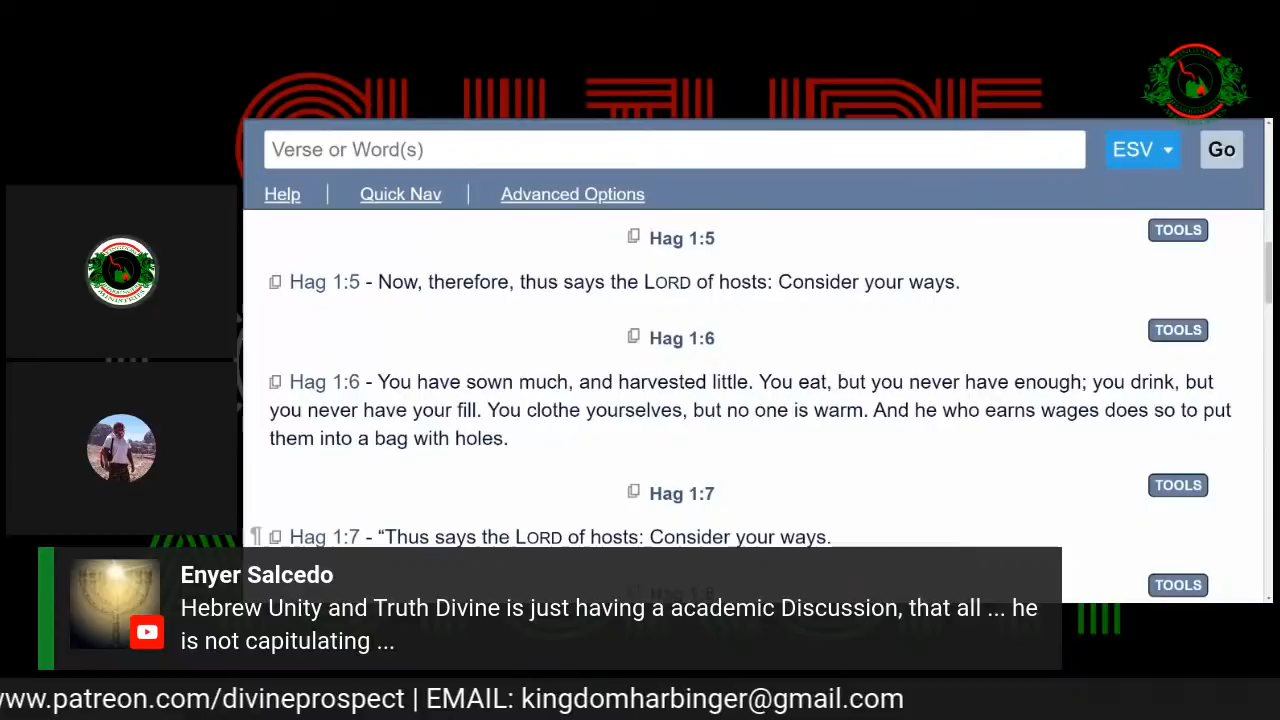 Verse or Word(s)
ESV
Go
Help
Quick Nav
Advanced Options
Hag 1:5
TOOLS
Hag 1:5 - Now, therefore, thus says the LORD of hosts: Consider your ways.
Hag 1:6
TOOLS
Hag 1:6 - You have sown much, and harvested little. You eat, but you never have enough; you drink, but
you never have your fill. You clothe yourselves, but no one is warm. And he who earns wages does so to put
them into a bag with holes.
Hag 1:7
TOOLS
¶ Hag 1:7 - “Thus says the LORD of hosts: Consider your ways.
Hag 1:8
TOOLS
Enyer Salcedo
Hebrew Unity and Truth Divine is just having a academic Discussion, that all ... he
is not capitulating ...
www.patreon.com/divineprospect | EMAIL: kingdomharbinger@gmail.com